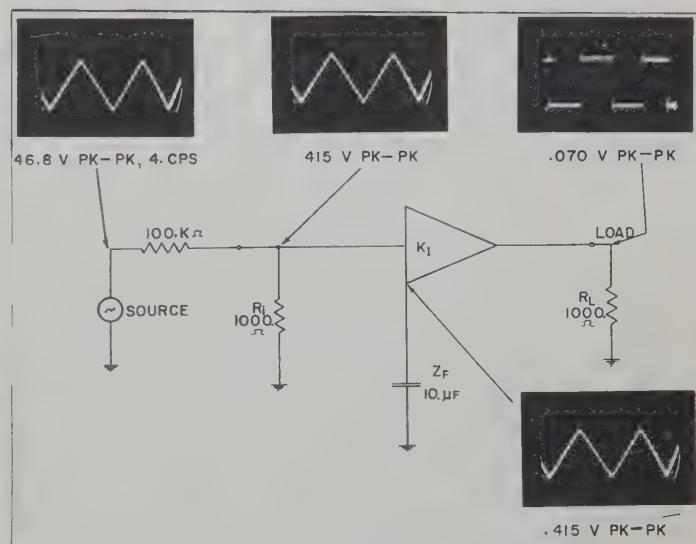 46.8 V PK-PK, 4. CPS
415 V PK-PK
.070 V PK-PK
100.KΩ
LOAD
K1
SOURCE
Ri
1000.
Ω
RL
1000.
Ω
ZF
10.µF
.415 V PK-PK